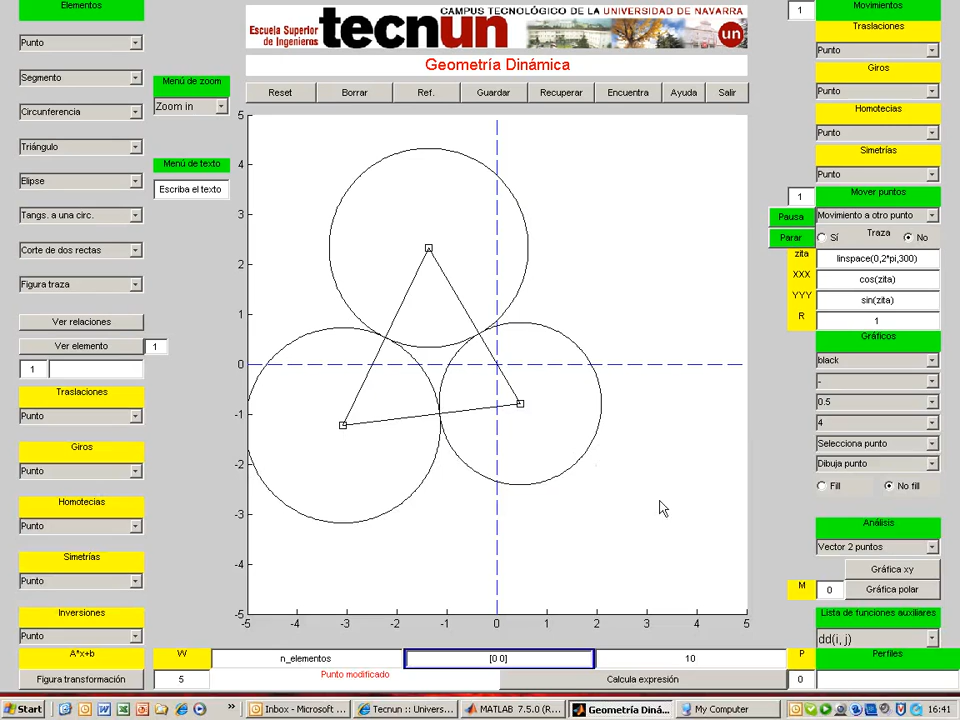 Elementos
Punto
Segmento
Circunferencia
Triángulo
Elipse
Tangs. a una circ.
Corte de dos rectas
Figura traza
Ver relaciones
Ver elemento
1
1
Traslaciones
Punto
Giros
Punto
Homotecias
Punto
Simetrías
Punto
Inversiones
Punto
A*x+b
Figura transformación
Menú de zoom
Zoom in
Menú de texto
Escriba el texto
CAMPUS TECNOLÓGICO DE LA UNIVERSIDAD DE NAVARRA
Escuela Superior
de Ingenieros
tecnun
un
Geometría Dinámica
Reset
Borrar
Ref.
Guardar
Recuperar
Encuentra
Ayuda
Salir
5
4
3
2
1
0
-1
-2
-3
-4
-5
-5
-4
-3
-2
-1
0
1
2
3
4
5
W
5
n_elementos
[0 0]
10
Punto modificado
Calcula expresión
1
Movimientos
Traslaciones
Punto
Giros
Punto
Homotecias
Punto
Simetrías
Punto
1
Mover puntos
Pausa
Movimiento a otro punto
Parar
Sí
Traza
No
zita
linspace(0,2*pi,300)
XXX
cos(zita)
YYY
sin(zita)
R
1
Gráficos
black
-
0.5
4
Selecciona punto
Dibuja punto
Fill
No fill
Análisis
Vector 2 puntos
Gráfica xy
M
0
Gráfica polar
Lista de funciones auxiliares
dd(i, j)
P
Perfiles
0
Start
»
Inbox - Microsoft ...
Tecnun :: Univers...
MATLAB 7.5.0 (R...
Geometría Diná...
My Computer
16:41